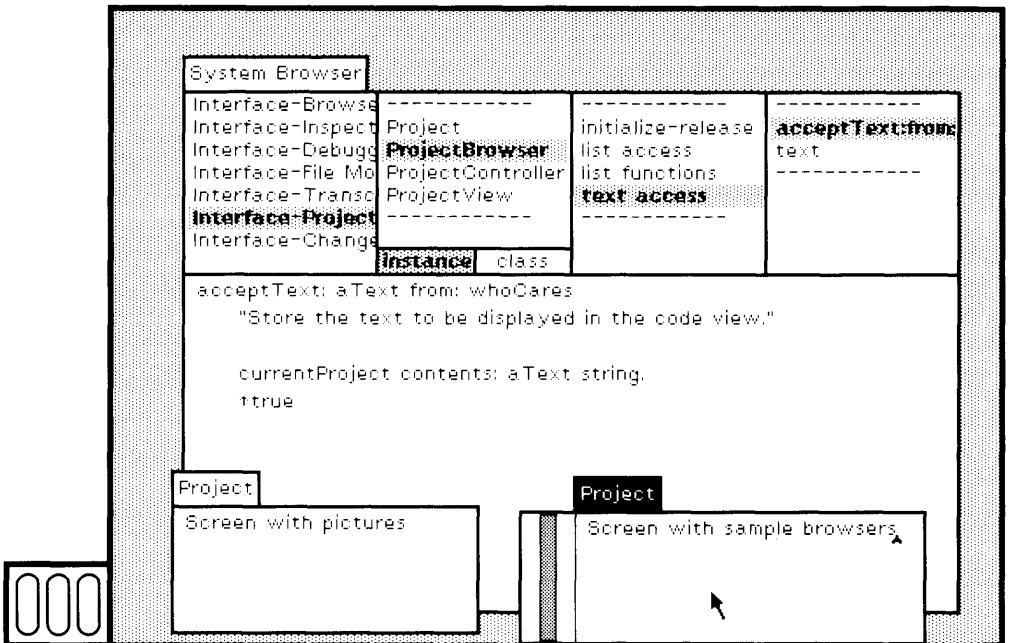 System Browser
Interface-Browse
Interface-Inspect
Interface-Debugg
Interface-File Mo
Interface-Transc
Interface-Project
Interface-Change
------------
Project
ProjectBrowser
ProjectController
ProjectView
------------
instance class
------------
initialize-release
list access
list functions
text access
------------
------------
acceptText:from:
text
------------
acceptText: aText from: whoCares
"Store the text to be displayed in the code view."
currentProject contents: aText string.
↑true
Project
Screen with pictures
Project
Screen with sample browsers